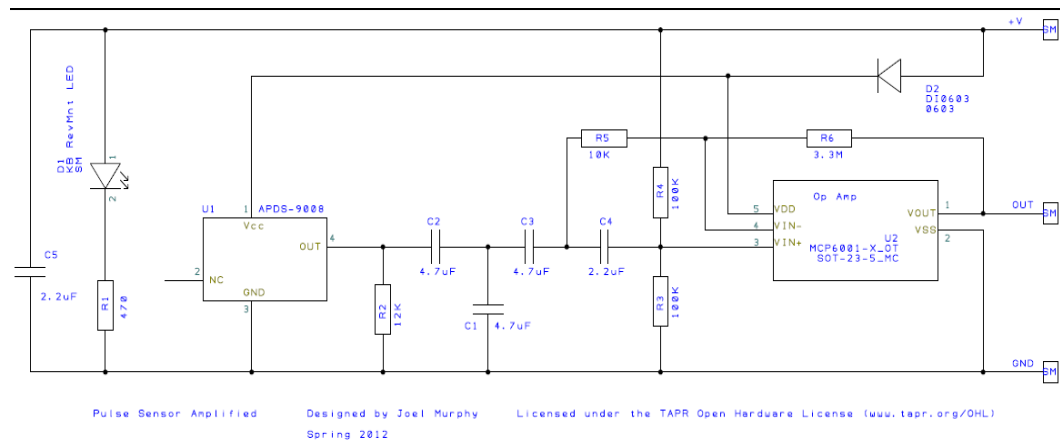 +V
SM
D2
DI0603
0603
D1
KB RevMnt LED
SM
1
2
R5
10K
R6
3.3M
R4
100K
U1
APDS-9008
1
Vcc
OUT
4
2
NC
GND
3
C2
4.7uF
C3
4.7uF
C4
2.2uF
Op Amp
5
VDD
4
VIN-
3
VIN+
VOUT
1
VSS
2
U2
MCP6001-X_OT
SOT-23-5_MC
OUT
SM
C5
2.2uF
R1
470
R2
12K
C1
4.7uF
R3
100K
GND
SM
Pulse Sensor Amplified Designed by Joel Murphy Licensed under the TAPR Open Hardware License (www.tapr.org/OHL)
Spring 2012